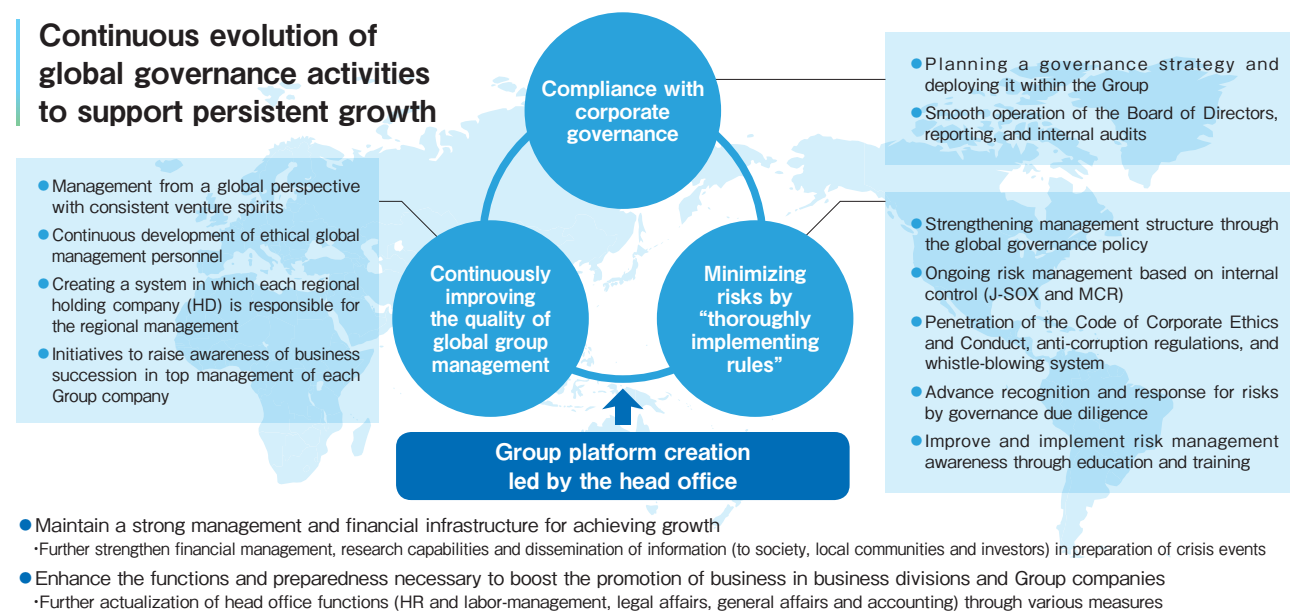 Continuous evolution of
global governance activities
to support persistent growth
Compliance with
corporate
governance
●Planning a governance strategy and
deploying it within the Group
●Smooth operation of the Board of Directors,
reporting, and internal audits
●Management from a global perspective
with consistent venture spirits
●Continuous development of ethical global
management personnel
●Creating a system in which each regional
holding company (HD) is responsible for
the regional management
●Initiatives to raise awareness of business
succession in top management of each
Group company
Continuously
improving
the quality of
global group
management
Minimizing
risks by
“thoroughly
implementing
rules”
●Strengthening management structure through
the global governance policy
●Ongoing risk management based on internal
control (J-SOX and MCR)
●Penetration of the Code of Corporate Ethics
and Conduct, anti-corruption regulations, and
whistle-blowing system
●Advance recognition and response for risks
by governance due diligence
●Improve and implement risk management
awareness through education and training
Group platform creation
led by the head office
●Maintain a strong management and financial infrastructure for achieving growth
・Further strengthen financial management, research capabilities and dissemination of information (to society, local communities and investors) in preparation of crisis events
●Enhance the functions and preparedness necessary to boost the promotion of business in business divisions and Group companies
・Further actualization of head office functions (HR and labor-management, legal affairs, general affairs and accounting) through various measures